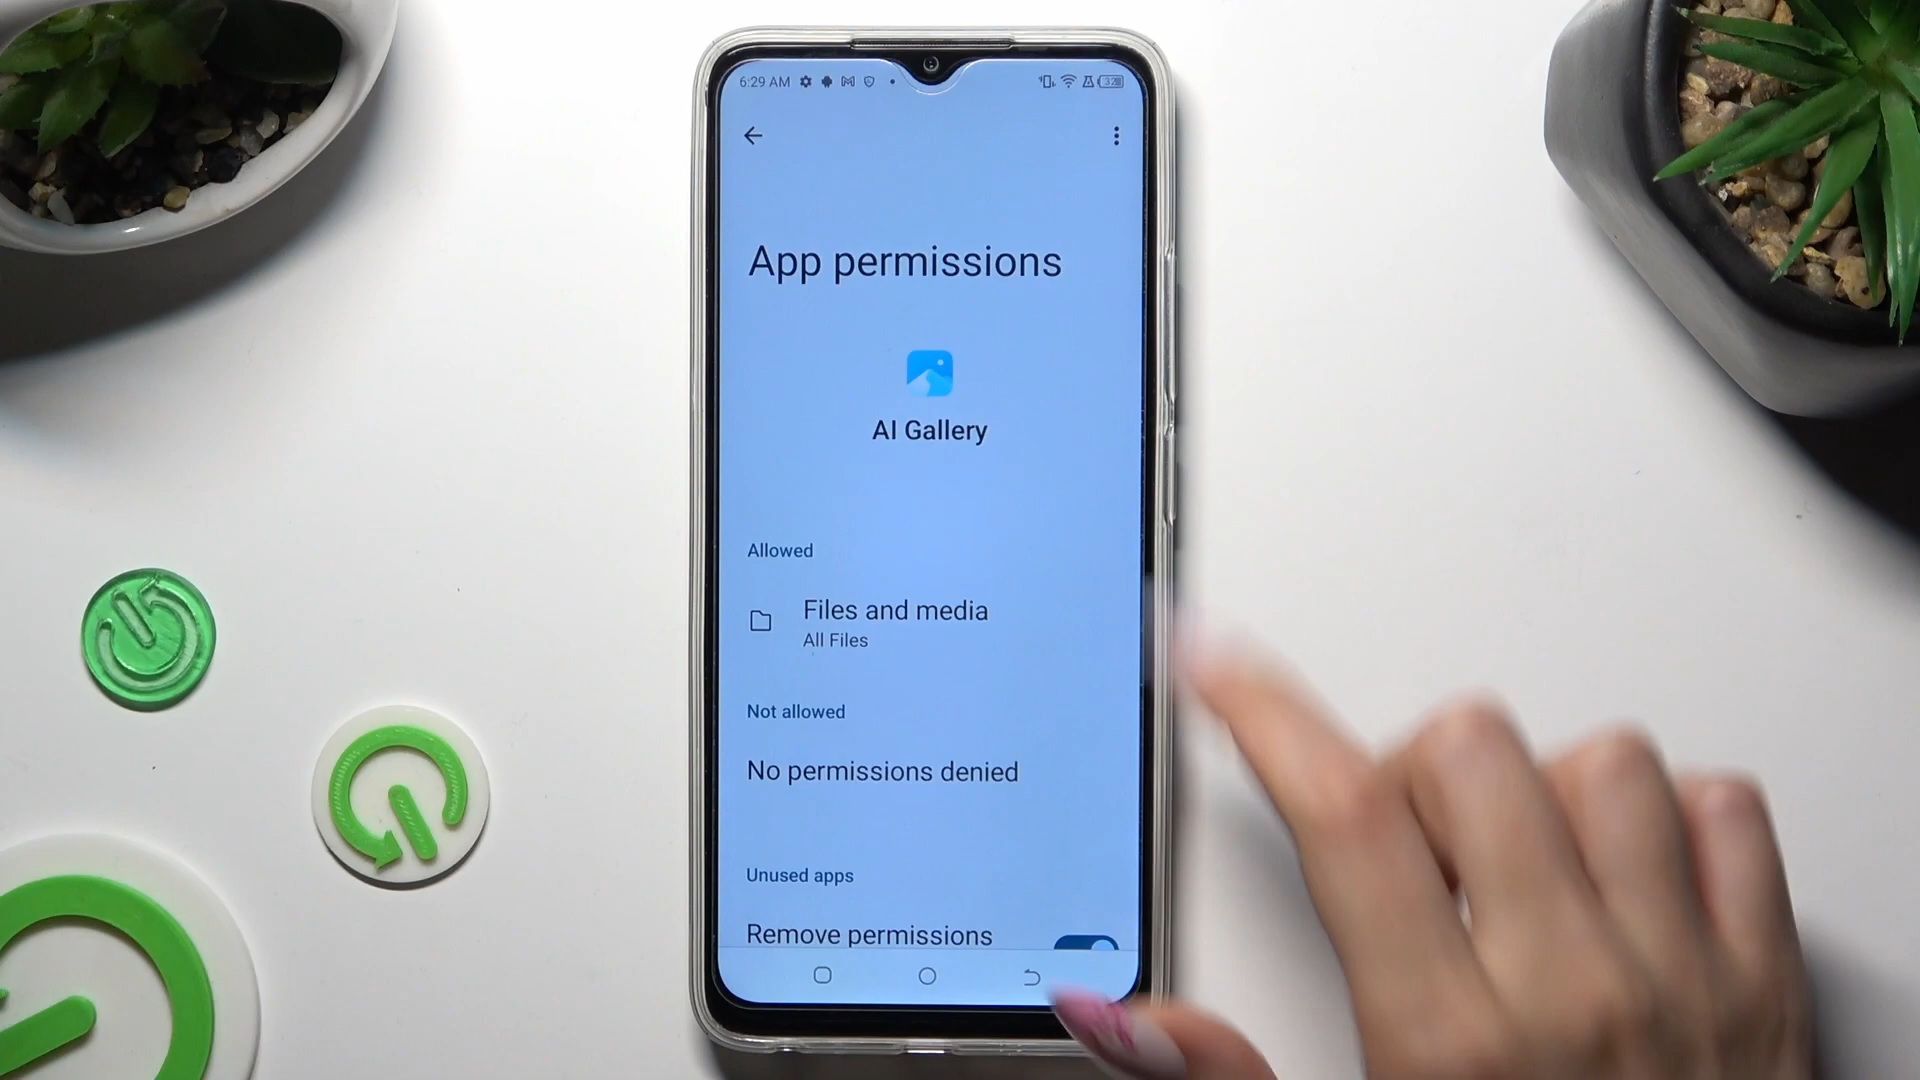 6:29 AM
32
App permissions
AI Gallery
Allowed
Files and media
All Files
Not allowed
No permissions denied
Unused apps
Remove permissions